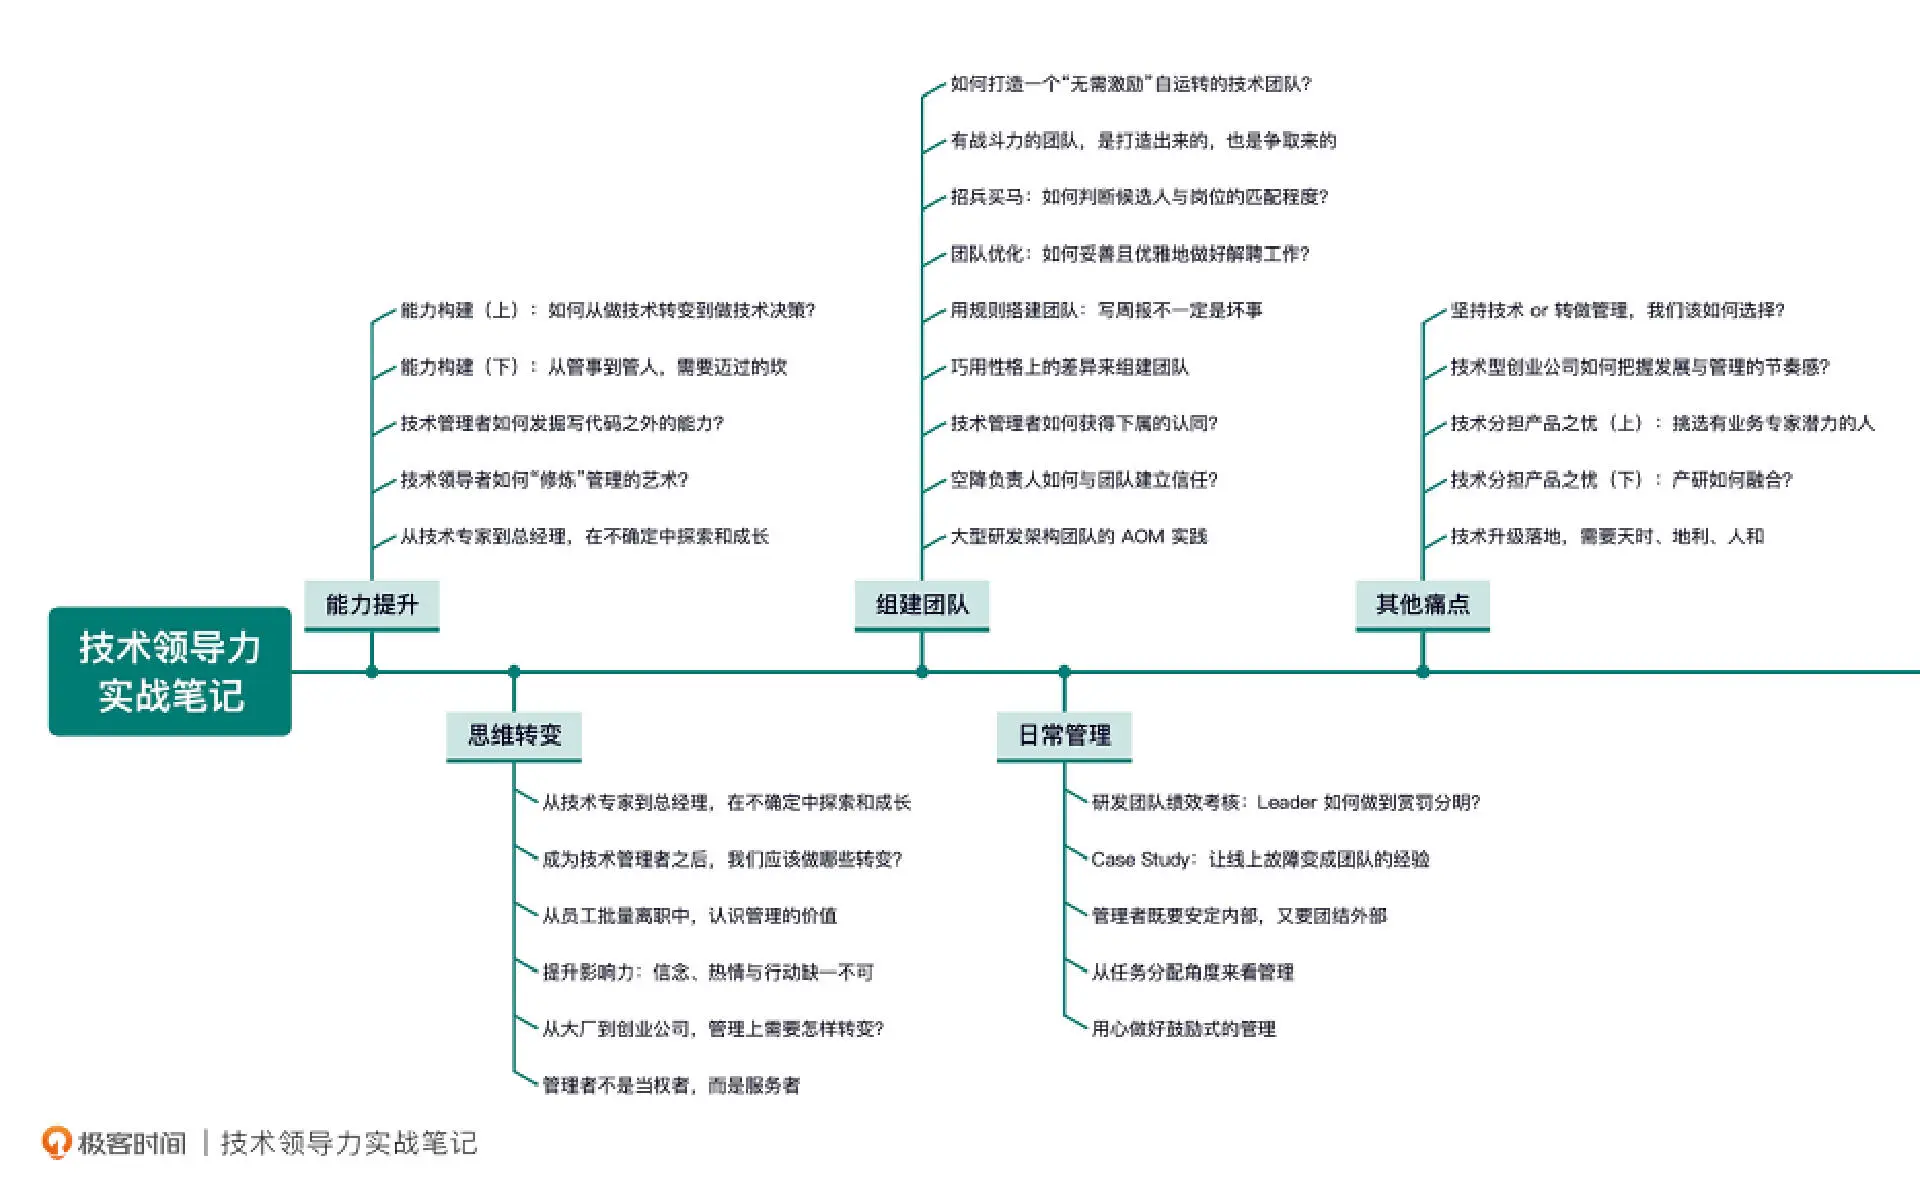 技术领导力
实战笔记
能力提升
能力构建（上）：如何从做技术转变到做技术决策？
能力构建（下）：从管事到管人，需要迈过的坎
技术管理者如何发掘写代码之外的能力？
技术领导者如何“修炼”管理的艺术？
从技术专家到总经理，在不确定中探索和成长
思维转变
从技术专家到总经理，在不确定中探索和成长
成为技术管理者之后，我们应该做哪些转变？
从员工批量离职中，认识管理的价值
提升影响力：信念、热情与行动缺一不可
从大厂到创业公司，管理上需要怎样转变？
管理者不是当权者，而是服务者
组建团队
如何打造一个“无需激励”自运转的技术团队？
有战斗力的团队，是打造出来的，也是争取来的
招兵买马：如何判断候选人与岗位的匹配程度？
团队优化：如何妥善且优雅地做好解聘工作？
用规则搭建团队：写周报不一定是坏事
巧用性格上的差异来组建团队
技术管理者如何获得下属的认同？
空降负责人如何与团队建立信任？
大型研发架构团队的 AOM 实践
日常管理
研发团队绩效考核：Leader 如何做到赏罚分明？
Case Study：让线上故障变成团队的经验
管理者既要安定内部，又要团结外部
从任务分配角度来看管理
用心做好鼓励式的管理
其他痛点
坚持技术 or 转做管理，我们该如何选择？
技术型创业公司如何把握发展与管理的节奏感？
技术分担产品之忧（上）：挑选有业务专家潜力的人
技术分担产品之忧（下）：产研如何融合？
技术升级落地，需要天时、地利、人和
极客时间｜技术领导力实战笔记